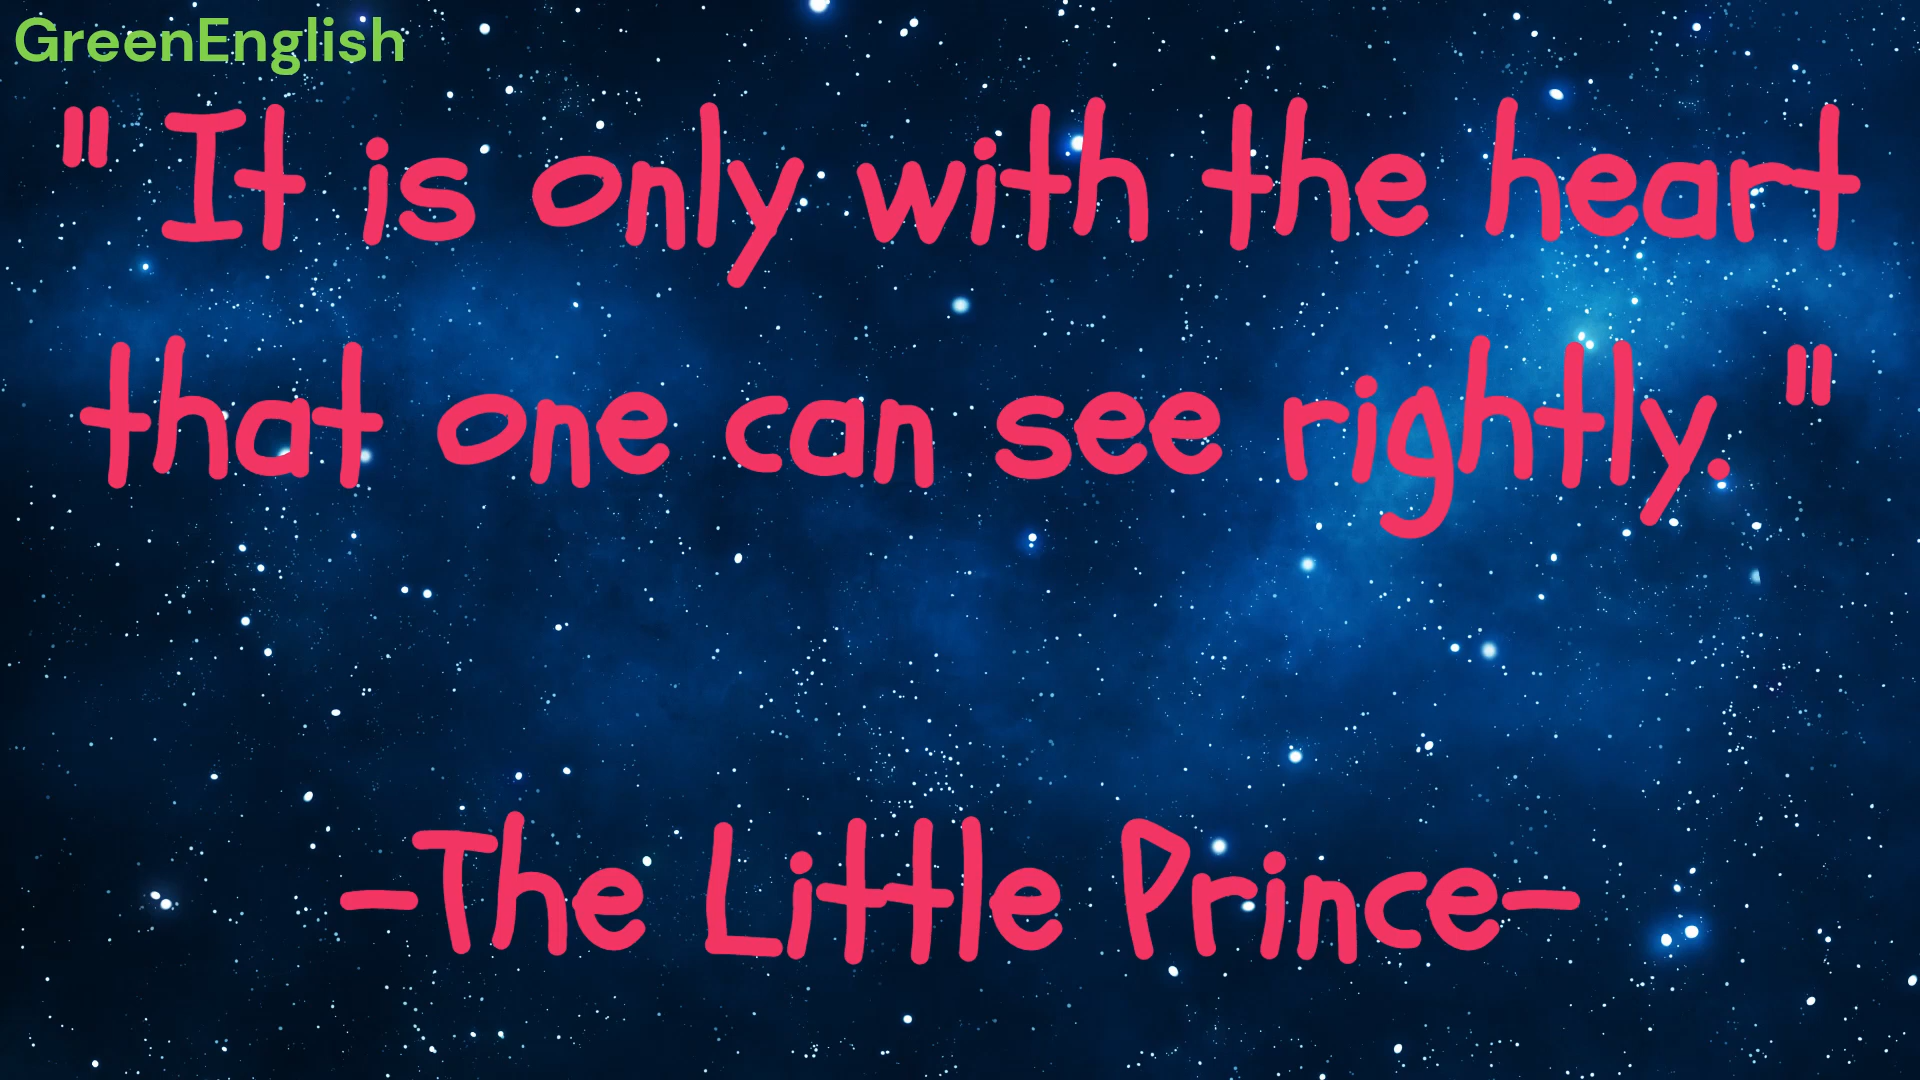 GreenEnglish
" It is only with the heart
that one can see rightly. "
-The Little Prince-